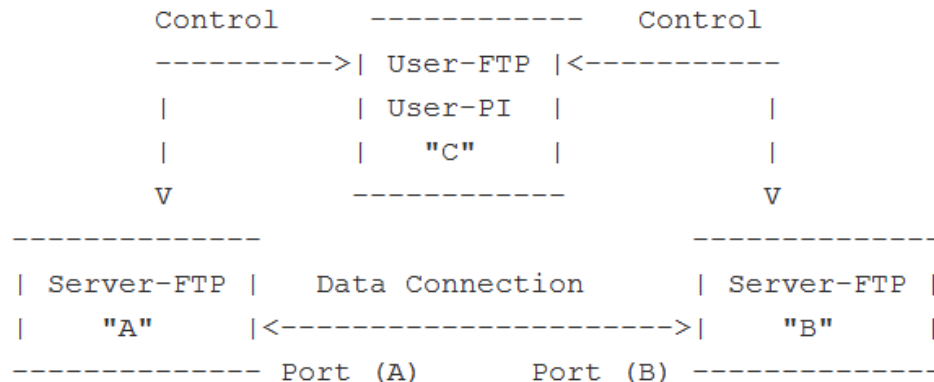 Control     ------------   Control
---------->| User-FTP |<-----------
|          | User-PI  |          |
|          |   "C"    |          |
V          ------------          V
--------------                        --------------
| Server-FTP |   Data Connection      | Server-FTP |
|    "A"     |<---------------------->|    "B"     |
-------------- Port (A)      Port (B) --------------